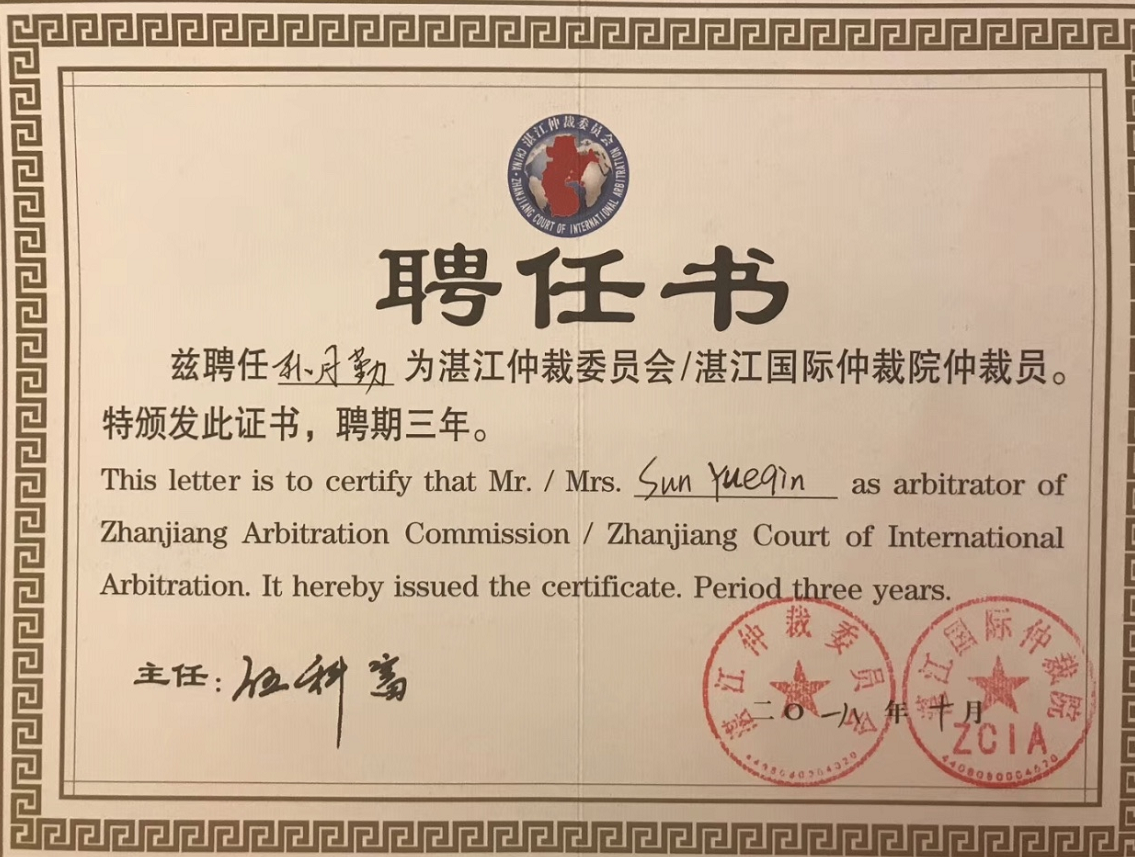 湛江仲裁委员会
CHINA · ZHANJIANG COURT OF INTERNATIONAL ARBITRATION
聘任书
兹聘任孙月勤为湛江仲裁委员会/湛江国际仲裁院仲裁员。
特颁发此证书，聘期三年。
This letter is to certify that Mr. / Mrs. Sun Yueqin as arbitrator of
Zhanjiang Arbitration Commission / Zhanjiang Court of International
Arbitration. It hereby issued the certificate. Period three years.
主任：伍科富
湛江仲裁委员会
湛江国际仲裁院
二〇一八年十月
ZCIA